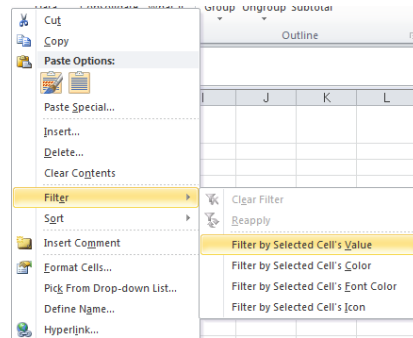 Group Ungroup Subtotal
Outline
Cut
Copy
Paste Options:
Paste Special...
Insert...
Delete...
Clear Contents
Filter
Sort
Insert Comment
Format Cells...
Pick From Drop-down List...
Define Name...
Hyperlink...
J K L
Clear Filter
Reapply
Filter by Selected Cell's Value
Filter by Selected Cell's Color
Filter by Selected Cell's Font Color
Filter by Selected Cell's Icon